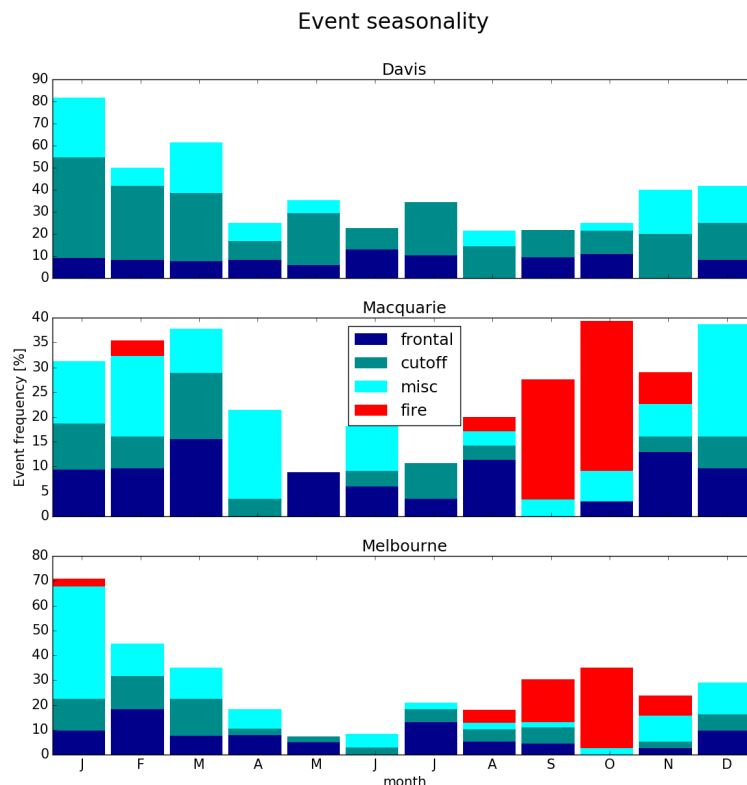 Event seasonality
Davis
90
80
70
60
50
40
30
20
10
0
Macquarie
40
35
30
25
20
15
10
5
0
Event frequency [%]
frontal
cutoff
misc
fire
Melbourne
80
70
60
50
40
30
20
10
0
J F M A M J J A S O N D
month